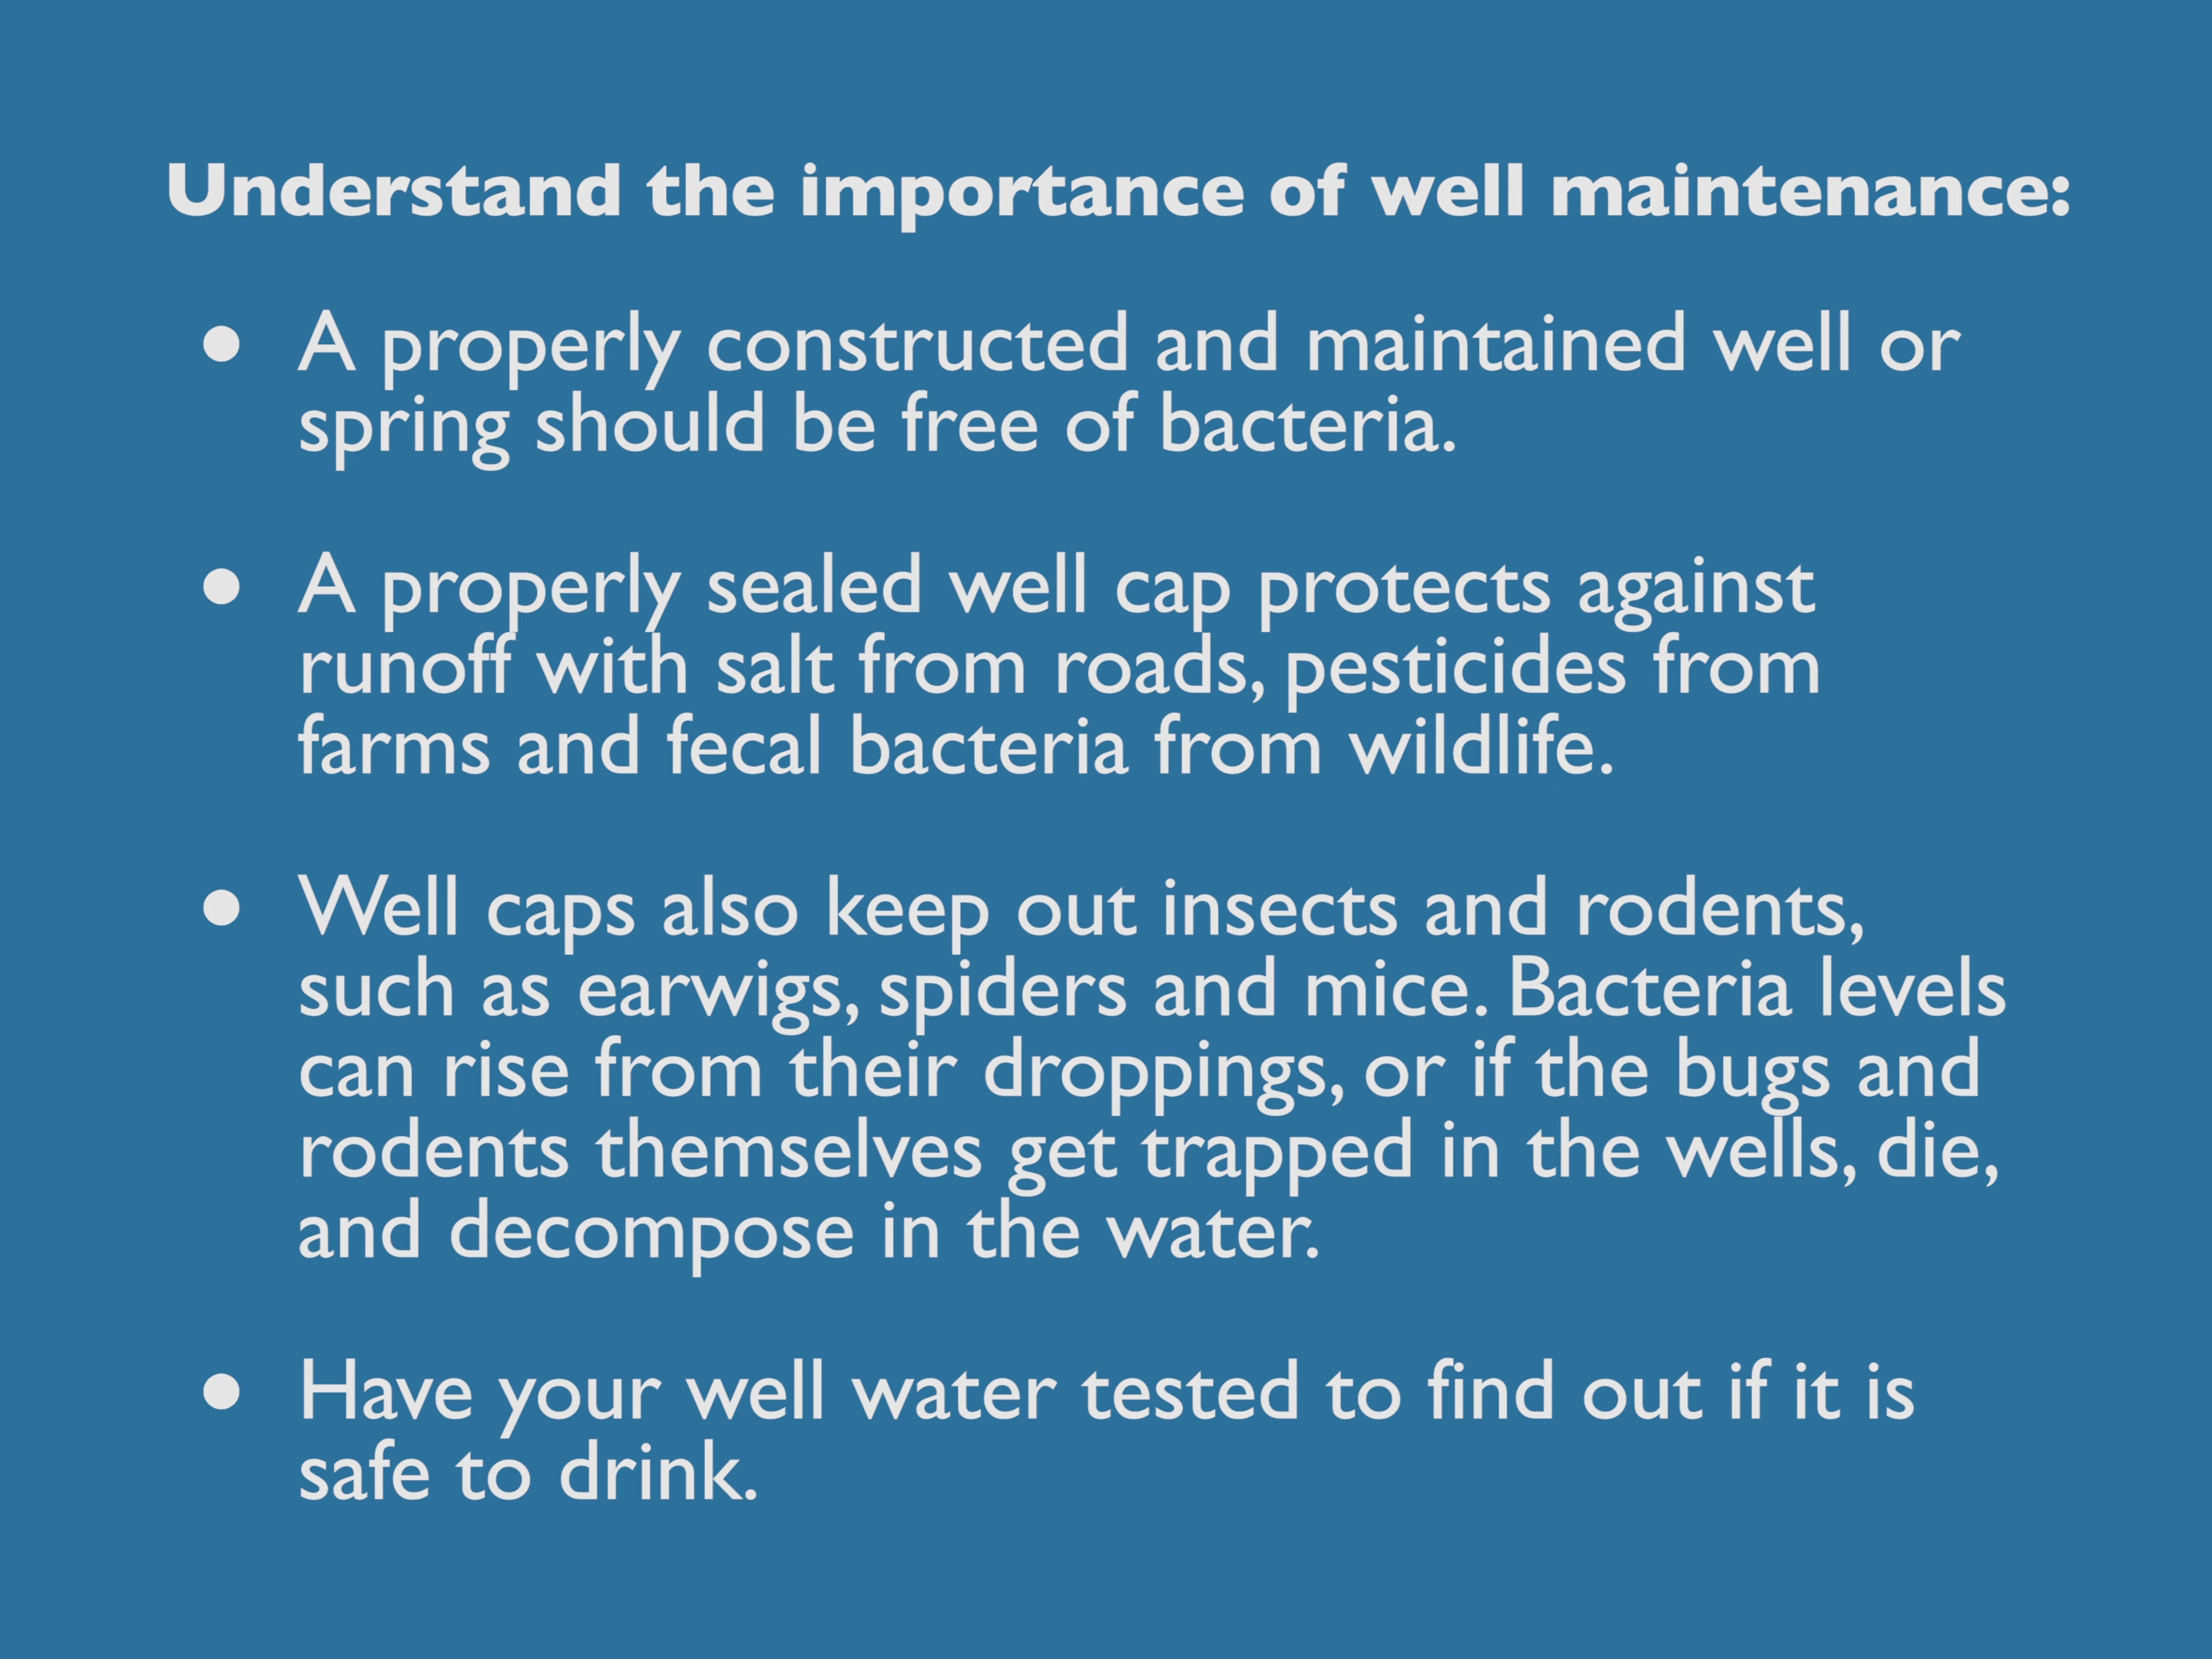 Understand the importance of well maintenance:
• A properly constructed and maintained well or
spring should be free of bacteria.
• A properly sealed well cap protects against
runoff with salt from roads, pesticides from
farms and fecal bacteria from wildlife.
• Well caps also keep out insects and rodents,
such as earwigs, spiders and mice. Bacteria levels
can rise from their droppings, or if the bugs and
rodents themselves get trapped in the wells, die,
and decompose in the water.
• Have your well water tested to find out if it is
safe to drink.